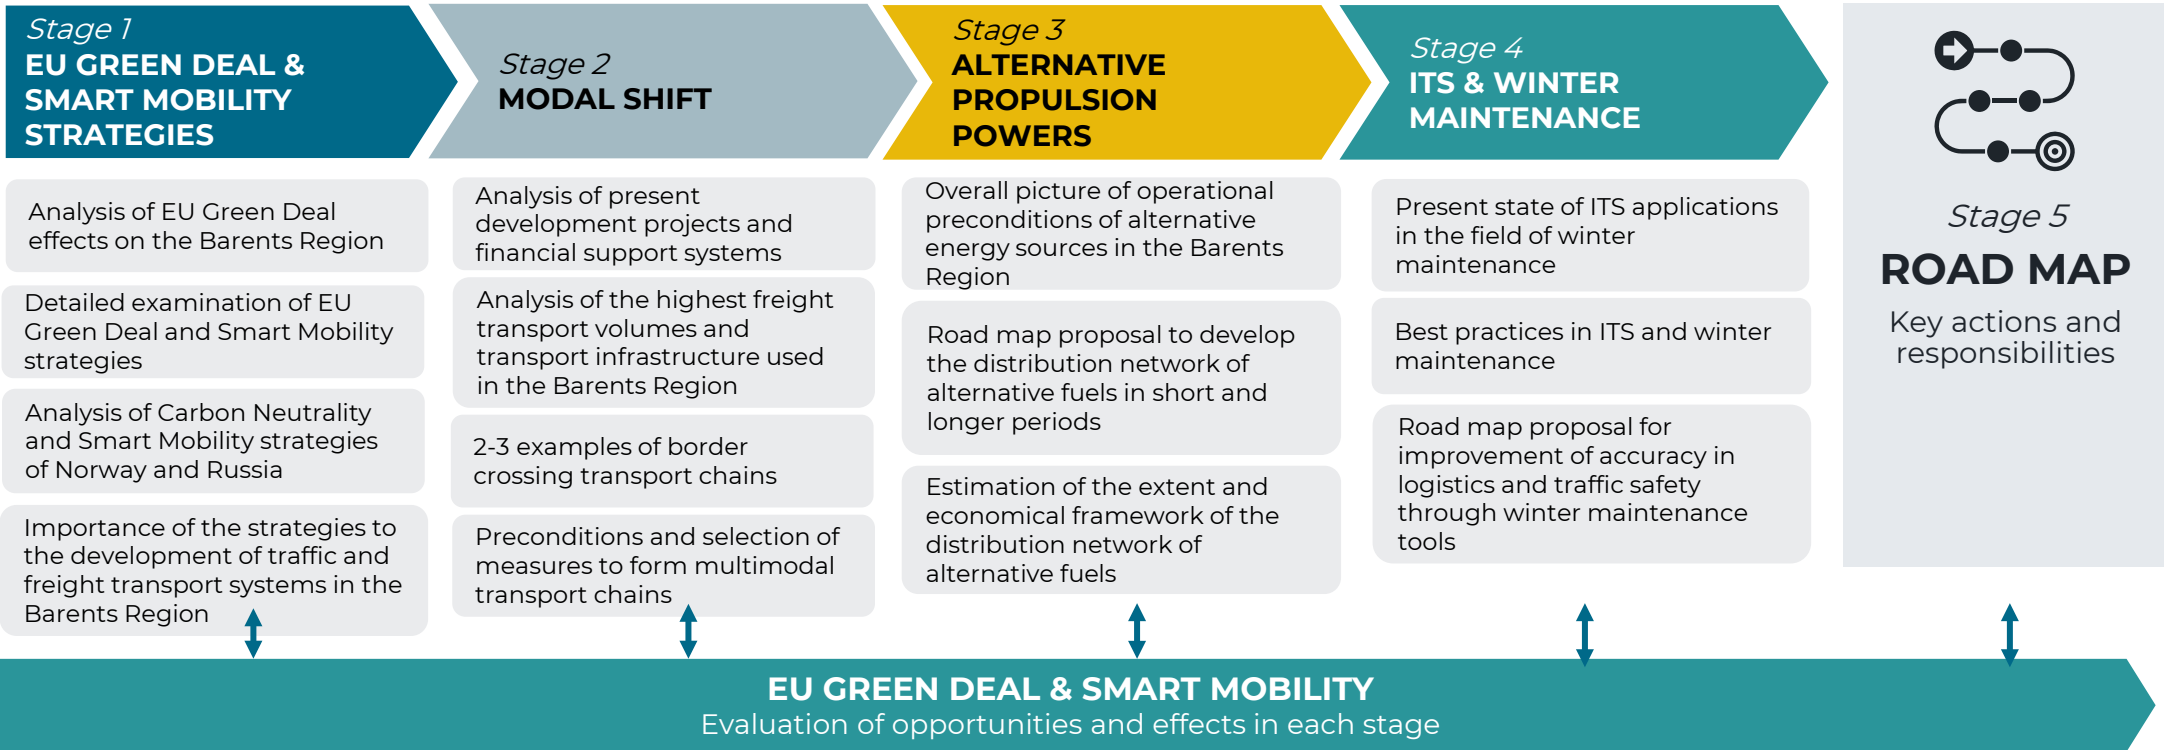 Stage 1
EU GREEN DEAL &
SMART MOBILITY
STRATEGIES
Analysis of EU Green Deal
effects on the Barents Region
Detailed examination of EU
Green Deal and Smart Mobility
strategies
Analysis of Carbon Neutrality
and Smart Mobility strategies
of Norway and Russia
Importance of the strategies to
the development of traffic and
freight transport systems in the
Barents Region
Stage 2
MODAL SHIFT
Analysis of present
development projects and
financial support systems
Analysis of the highest freight
transport volumes and
transport infrastructure used
in the Barents Region
2-3 examples of border
crossing transport chains
Preconditions and selection of
measures to form multimodal
transport chains
Stage 3
ALTERNATIVE
PROPULSION
POWERS
Overall picture of operational
preconditions of alternative
energy sources in the Barents
Region
Road map proposal to develop
the distribution network of
alternative fuels in short and
longer periods
Estimation of the extent and
economical framework of the
distribution network of
alternative fuels
Stage 4
ITS & WINTER
MAINTENANCE
Present state of ITS applications
in the field of winter
maintenance
Best practices in ITS and winter
maintenance
Road map proposal for
improvement of accuracy in
logistics and traffic safety
through winter maintenance
tools
Stage 5
ROAD MAP
Key actions and
responsibilities
EU GREEN DEAL & SMART MOBILITY
Evaluation of opportunities and effects in each stage